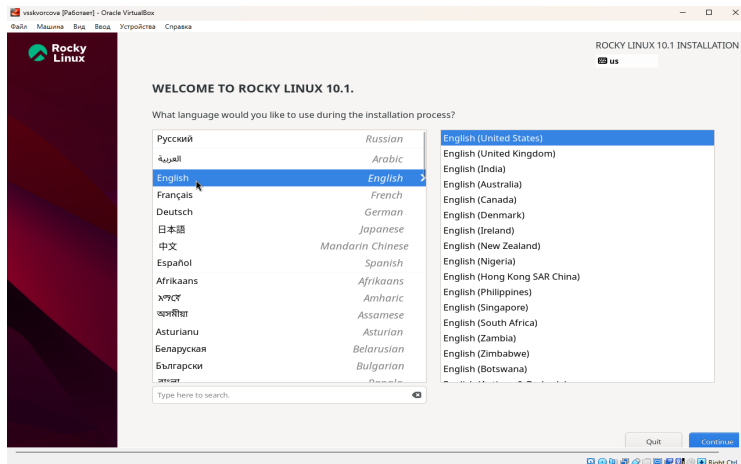 vsskvorcova [Работает] - Oracle VirtualBox
Файл Машина Вид Ввод Устройства Справка
Rocky
Linux
ROCKY LINUX 10.1 INSTALLATION
us
WELCOME TO ROCKY LINUX 10.1.
What language would you like to use during the installation process?
Русский Russian
العربية Arabic
English English
Français French
Deutsch German
日本語 Japanese
中文 Mandarin Chinese
Español Spanish
Afrikaans Afrikaans
አማርኛ Amharic
অসমীয়া Assamese
Asturianu Asturian
Беларуская Belarusian
Български Bulgarian
English (United States)
English (United Kingdom)
English (India)
English (Australia)
English (Canada)
English (Denmark)
English (Ireland)
English (New Zealand)
English (Nigeria)
English (Hong Kong SAR China)
English (Philippines)
English (Singapore)
English (South Africa)
English (Zambia)
English (Zimbabwe)
English (Botswana)
Type here to search.
Quit
Continue
Right Ctrl